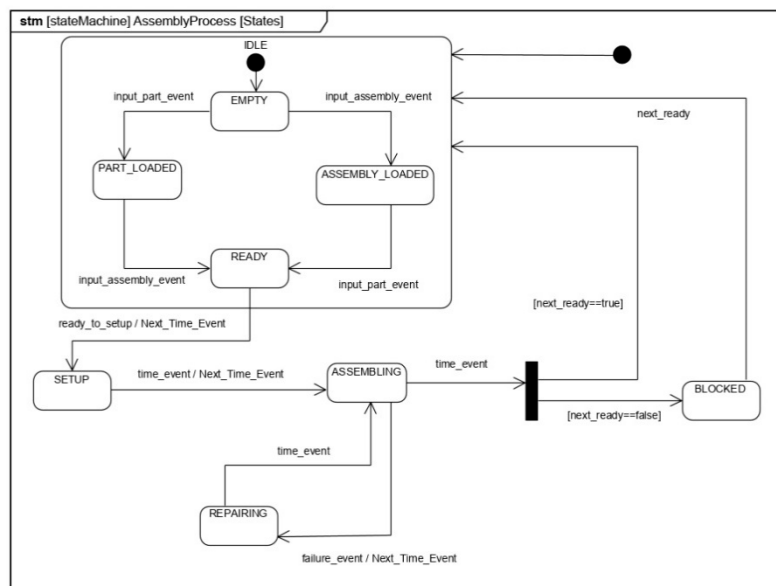 stm [stateMachine] AssemblyProcess [States]
IDLE
input_part_event
EMPTY
input_assembly_event
next_ready
PART_LOADED
ASSEMBLY_LOADED
READY
input_assembly_event
input_part_event
[next_ready==true]
ready_to_setup / Next_Time_Event
SETUP
time_event / Next_Time_Event
ASSEMBLING
time_event
BLOCKED
[next_ready==false]
time_event
REPAIRING
failure_event / Next_Time_Event